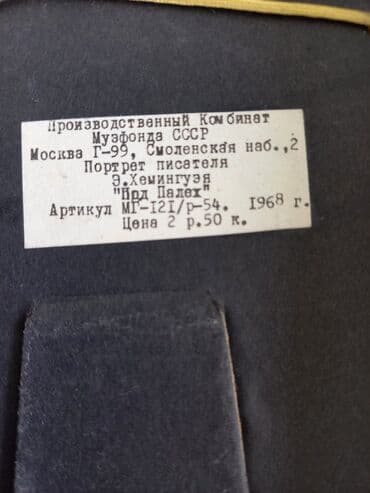 Производственный Комбинат
Музфонда СССР
Москва Г-99, Смоленская наб.,2
Портрет писателя
Э.Хемингуэя
"Под Палех"
Артикул МГ-121/р-54. 1968 г.
Цена 2 р.50 к.